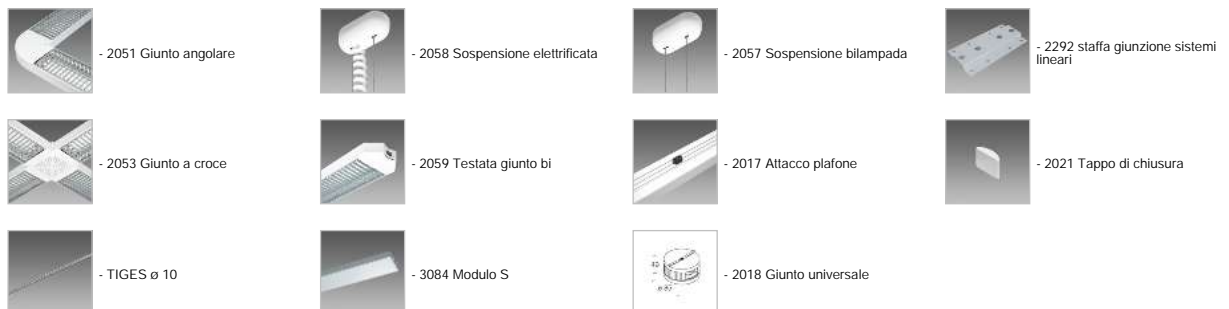 - 2051 Giunto angolare
- 2058 Sospensione elettrificata
- 2057 Sospensione bilampada
- 2292 staffa giunzione sistemi
lineari
- 2053 Giunto a croce
- 2059 Testata giunto bi
- 2017 Attacco plafone
- 2021 Tappo di chiusura
- TIGES ø 10
- 3084 Modulo S
- 2018 Giunto universale